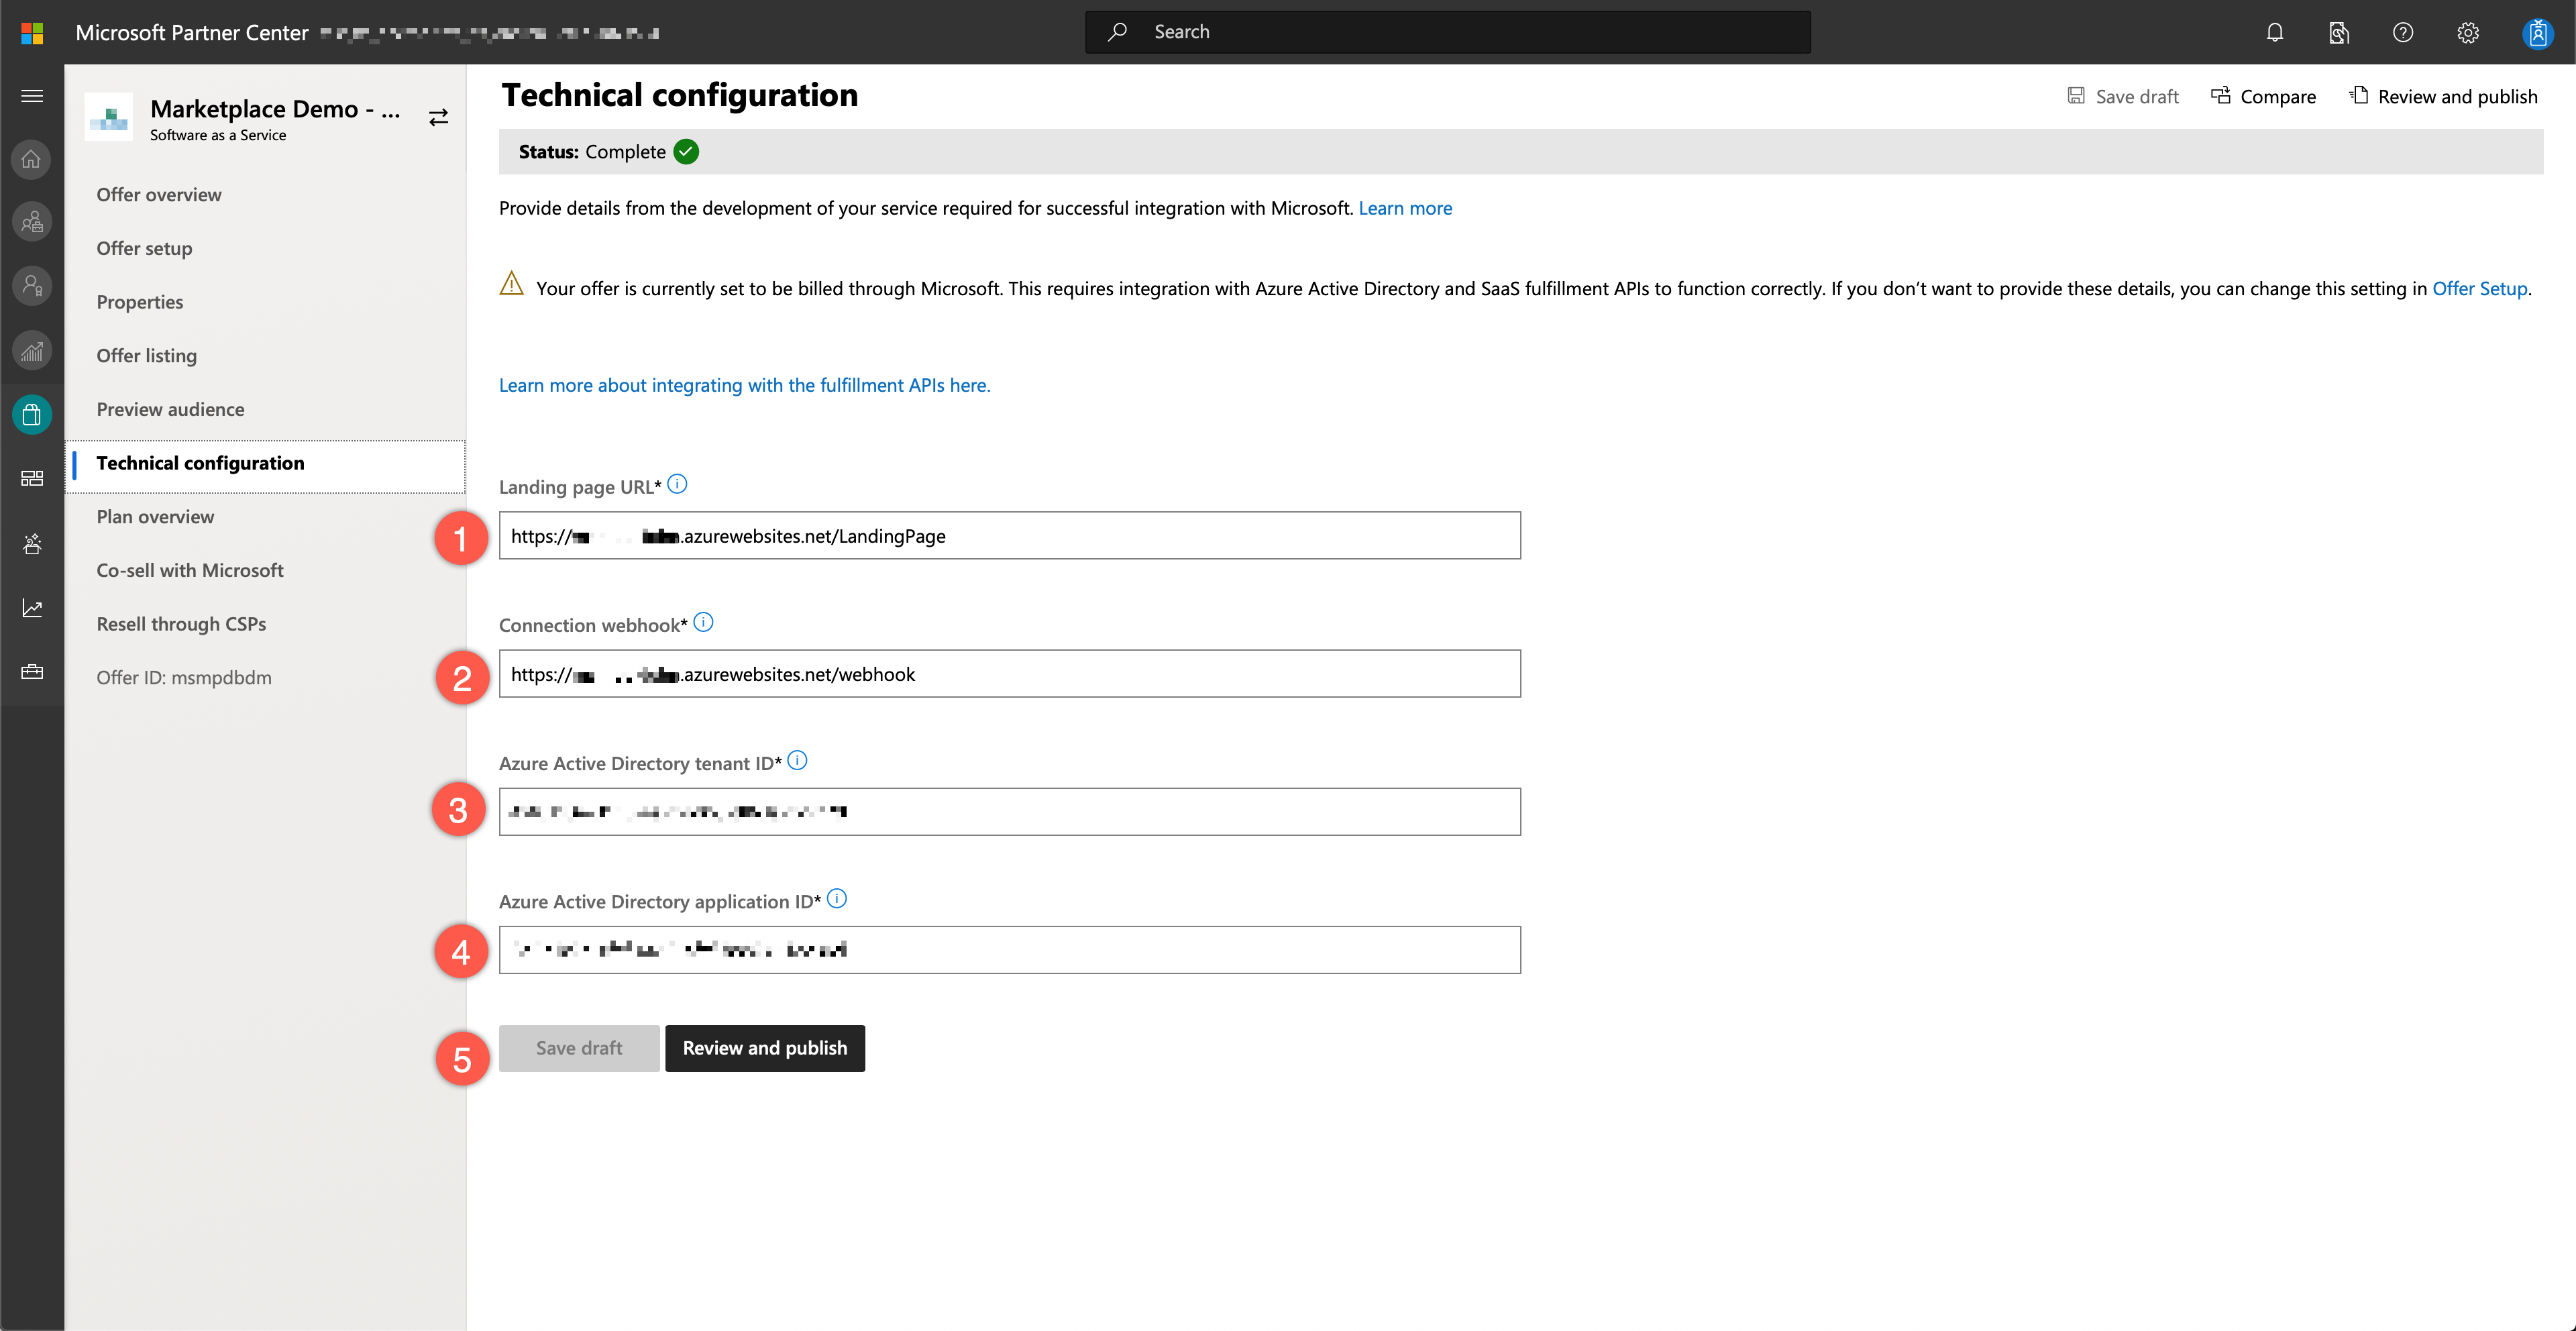 Microsoft Partner Center
Search
Marketplace Demo - ...
Software as a Service
Offer overview
Offer setup
Properties
Offer listing
Preview audience
Technical configuration
Plan overview
Co-sell with Microsoft
Resell through CSPs
Offer ID: msmpdbdm
Technical configuration
Save draft
Compare
Review and publish
Status: Complete
Provide details from the development of your service required for successful integration with Microsoft. Learn more
Your offer is currently set to be billed through Microsoft. This requires integration with Azure Active Directory and SaaS fulfillment APIs to function correctly. If you don’t want to provide these details, you can change this setting in Offer Setup.
Learn more about integrating with the fulfillment APIs here.
Landing page URL*
1
https:// .azurewebsites.net/LandingPage
Connection webhook*
2
https:// .azurewebsites.net/webhook
Azure Active Directory tenant ID*
3
Azure Active Directory application ID*
4
5
Save draft
Review and publish